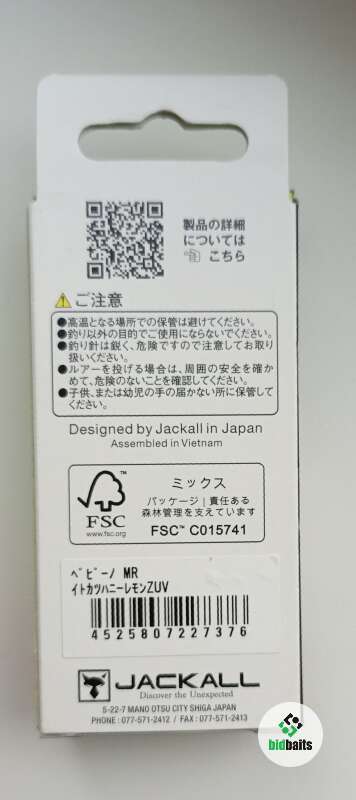 製品の詳細
については
こちら
ご注意
●高温となる場所での保管は避けてください。
●釣り以外の目的でご使用にならないでください。
●釣り針は鋭く、危険ですので注意してお取り
扱いください。
●ルアーを投げる場合は、周囲の安全を確か
めて、危険のないことを確認してください。
●子供、または幼児の手の届かない所に保管して
ください。
Designed by Jackall in Japan
Assembled in Vietnam
FSC
www.fsc.org
ミックス
パッケージ | 責任ある
森林管理を支えています
FSC™ C015741
ﾍﾞﾋﾞｰﾉ MR
ｲﾄｶﾂﾊﾆｰﾚﾓﾝZUV
4525807227376
JACKALL
Discover the Unexpected
5-22-7 MANO OTSU CITY SHIGA JAPAN
PHONE : 077-571-2412 / FAX : 077-571-2413
bidbaits